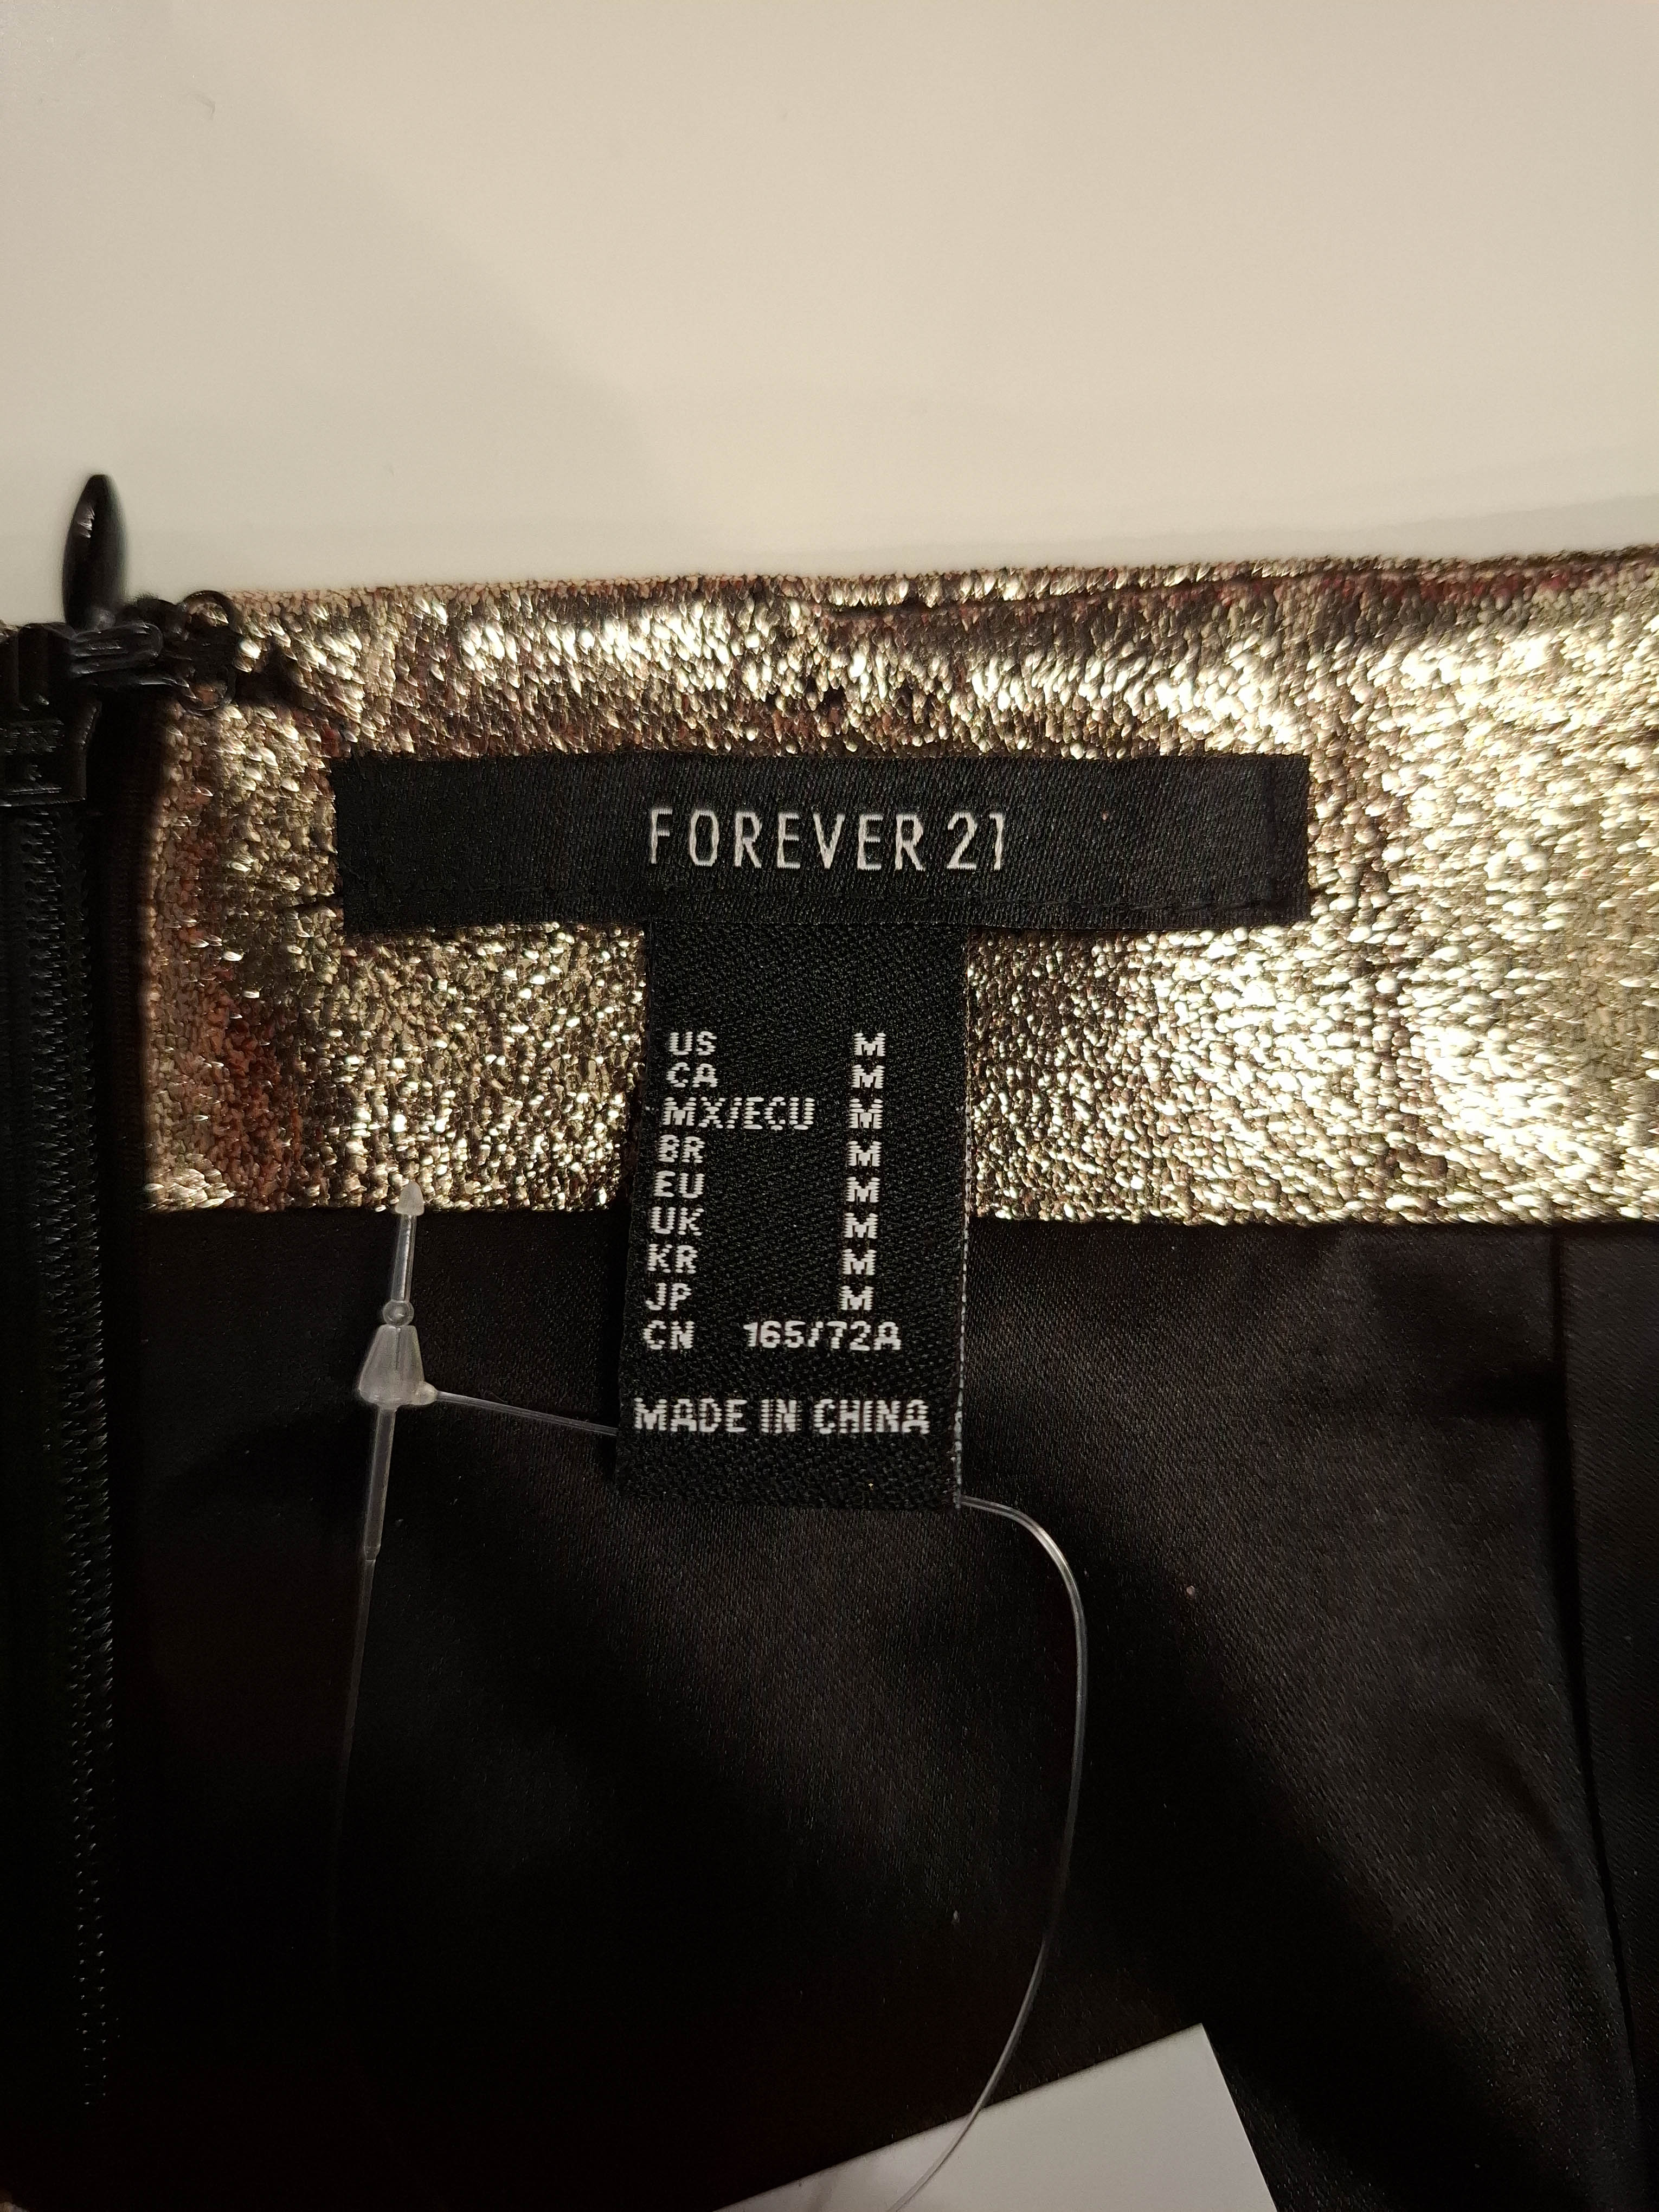 FOREVER 21
US M
CA M
MX/ECU M
BR M
EU M
UK M
KR M
JP M
CN 165/72A
MADE IN CHINA